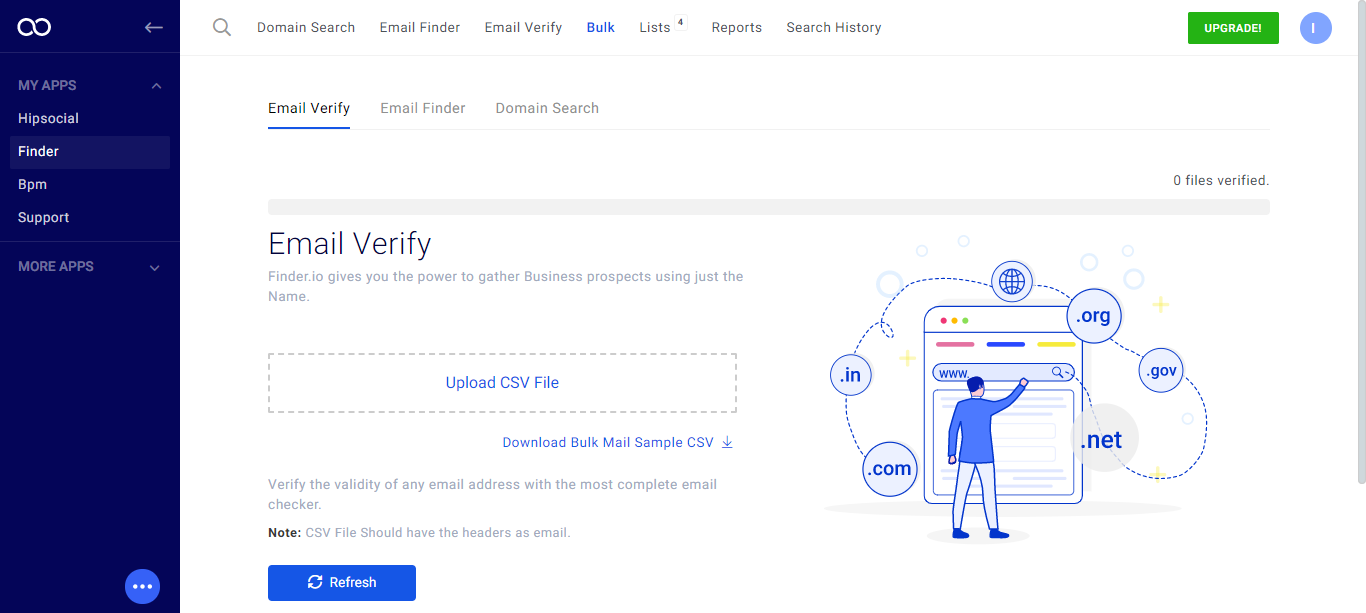 Domain Search Email Finder Email Verify Bulk Lists 4 Reports Search History UPGRADE! I
MY APPS
Hipsocial
Finder
Bpm
Support
MORE APPS
Email Verify Email Finder Domain Search
0 files verified.
Email Verify
Finder.io gives you the power to gather Business prospects using just the
Name.
Upload CSV File
Download Bulk Mail Sample CSV
Verify the validity of any email address with the most complete email
checker.
Note: CSV File Should have the headers as email.
Refresh
.org
.in
www.
.gov
.net
.com